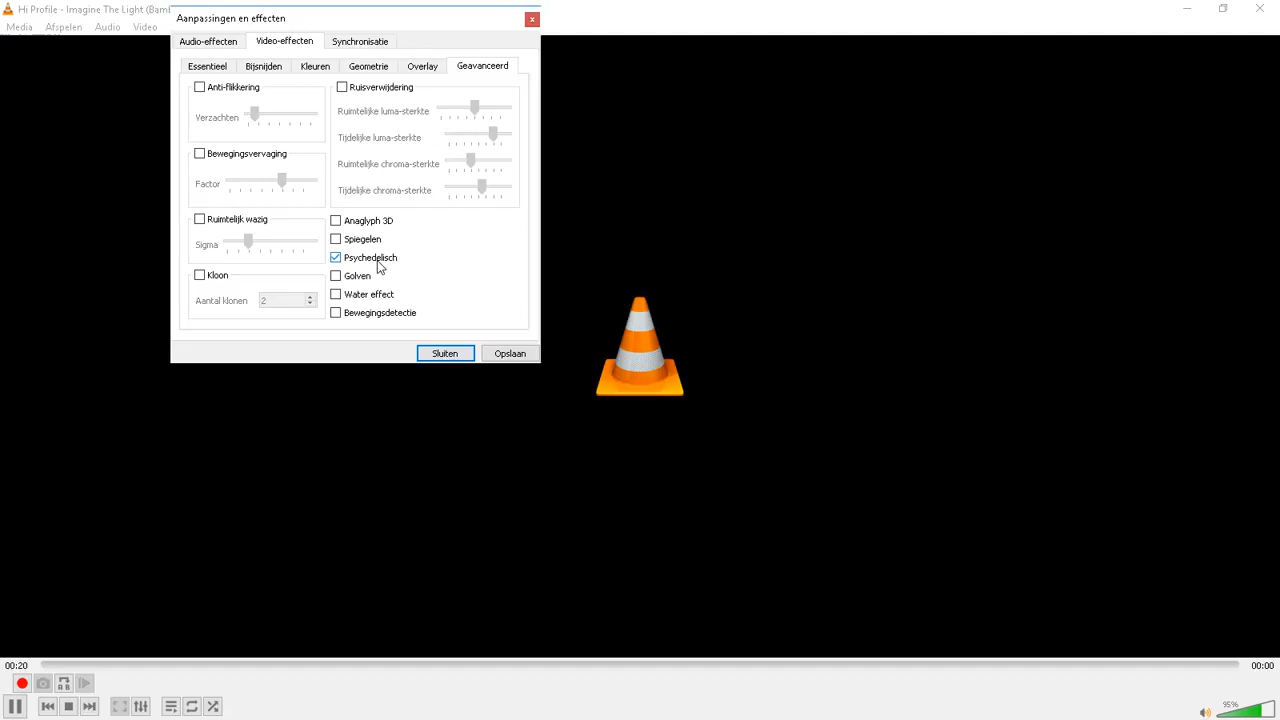 Hi Profile - Imagine The Light (Bam
Aanpassingen en effecten
Media Afspelen Audio Video
Audio-effecten Video-effecten Synchronisatie
Essentieel Bijsnijden Kleuren Geometrie Overlay Geavanceerd
Anti-flikkering
Verzachten
Bewegingsvervaging
Factor
Ruimtelijk wazig
Sigma
Kloon
Aantal klonen 2
Ruisverwijdering
Ruimtelijke luma-sterkte
Tijdelijke luma-sterkte
Ruimtelijke chroma-sterkte
Tijdelijke chroma-sterkte
Anaglyph 3D
Spiegelen
Psychedelisch
Golven
Water effect
Bewegingsdetectie
Sluiten Opslaan
00:20 00:00
A B
95%